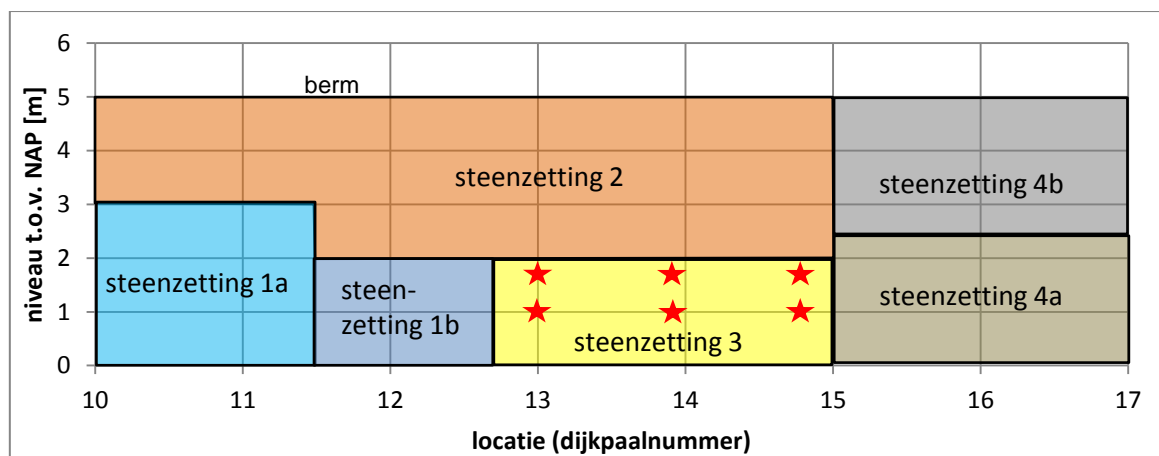 niveau t.o.v. NAP [m]
6
5
4
3
2
1
0
berm
steenzetting 2
steenzetting 4b
steenzetting 1a
steen-
zetting 1b
steenzetting 3
steenzetting 4a
10 11 12 13 14 15 16 17
locatie (dijkpaalnummer)